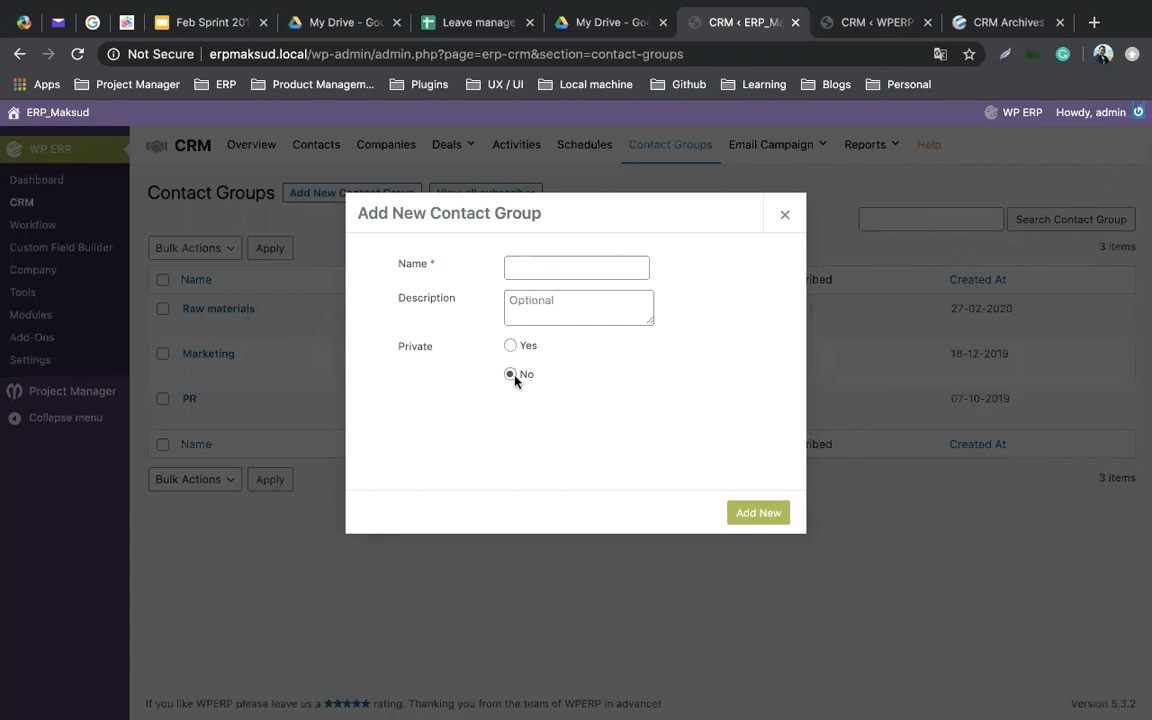 Feb Sprint 201
My Drive - Goo
Leave manage
My Drive - Goo
CRM ‹ ERP_Ma
CRM ‹ WPERP
CRM Archives
Not Secure erpmaksud.local/wp-admin/admin.php?page=erp-crm&section=contact-groups
Apps Project Manager ERP Product Managem... Plugins UX / UI Local machine Github Learning Blogs Personal
ERP_Maksud WP ERP Howdy, admin
WP ERP
Dashboard
CRM
Workflow
Custom Field Builder
Company
Tools
Modules
Add-Ons
Settings
Project Manager
Collapse menu
CRM Overview Contacts Companies Deals Activities Schedules Contact Groups Email Campaign Reports Help
Contact Groups Add New Contact Group View all subscriber
Search Contact Group
Bulk Actions Apply 3 items
Name ribed Created At
Raw materials 27-02-2020
Marketing 18-12-2019
PR 07-10-2019
Name ribed Created At
Bulk Actions Apply 3 items
Add New Contact Group ×
Name *
Description Optional
Private Yes
No
Add New
If you like WPERP please leave us a ★★★★★ rating. Thanking you from the team of WPERP in advance! Version 5.3.2